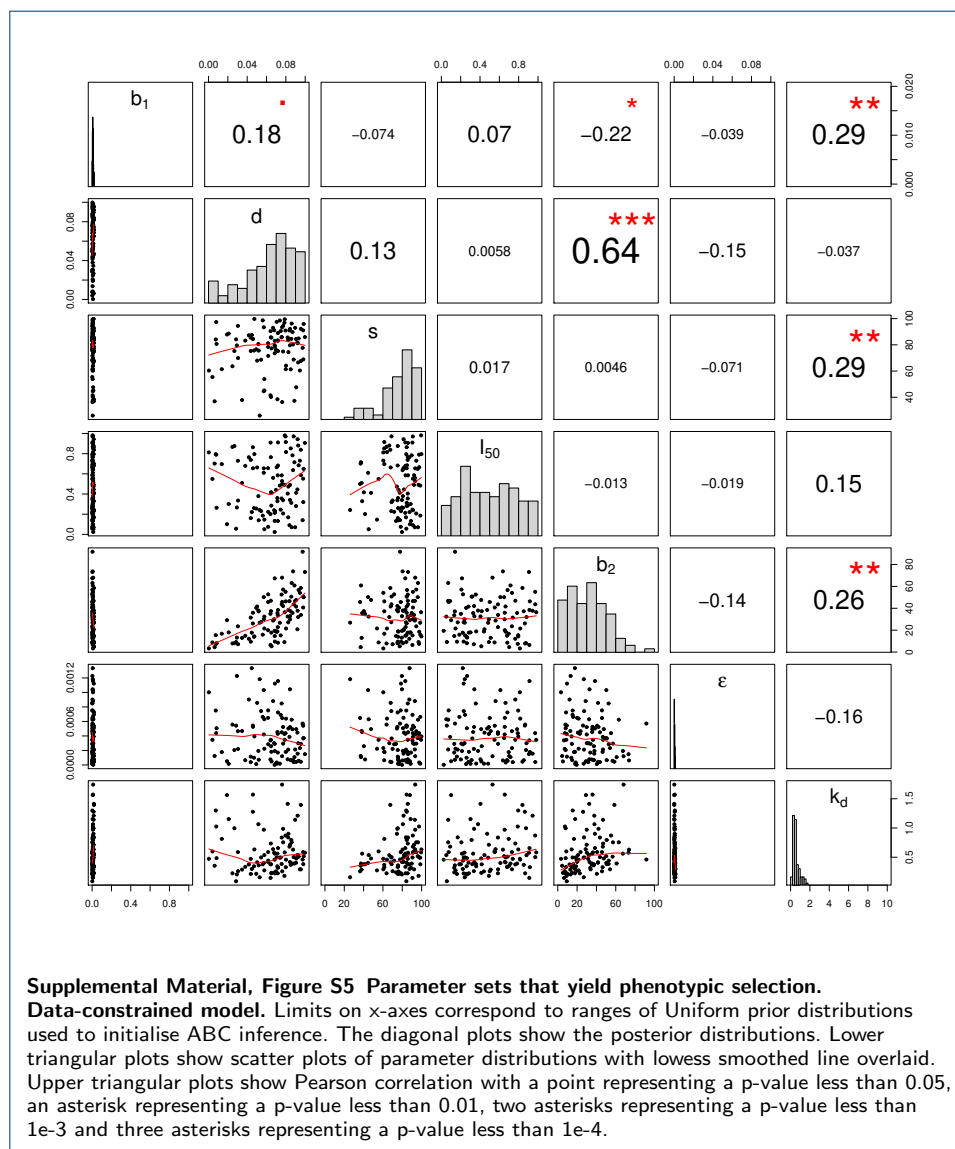 0.00 0.08 0.0 0.4 0.8 0.00 0.08
b1 0.18 ▪ −0.074 0.07 −0.22 * −0.039 0.29 ** 0.000 0.010 0.020
0.00 0.04 0.08 d 0.13 0.0058 0.64 *** −0.15 −0.037
s 0.017 0.0046 −0.071 0.29 ** 40 60 80 100
0.0 0.4 0.8 I50 −0.013 −0.019 0.15
b2 −0.14 0.26 ** 0 20 40 60 80
0.0000 0.0006 0.0012 ε −0.16
kd 0.5 1.0 1.5
0.0 0.4 0.8 0 20 60 100 0 20 60 100 0 2 4 6 8 10
Supplemental Material, Figure S5 Parameter sets that yield phenotypic selection.
Data-constrained model. Limits on x-axes correspond to ranges of Uniform prior distributions
used to initialise ABC inference. The diagonal plots show the posterior distributions. Lower
triangular plots show scatter plots of parameter distributions with lowess smoothed line overlaid.
Upper triangular plots show Pearson correlation with a point representing a p-value less than 0.05,
an asterisk representing a p-value less than 0.01, two asterisks representing a p-value less than
1e-3 and three asterisks representing a p-value less than 1e-4.